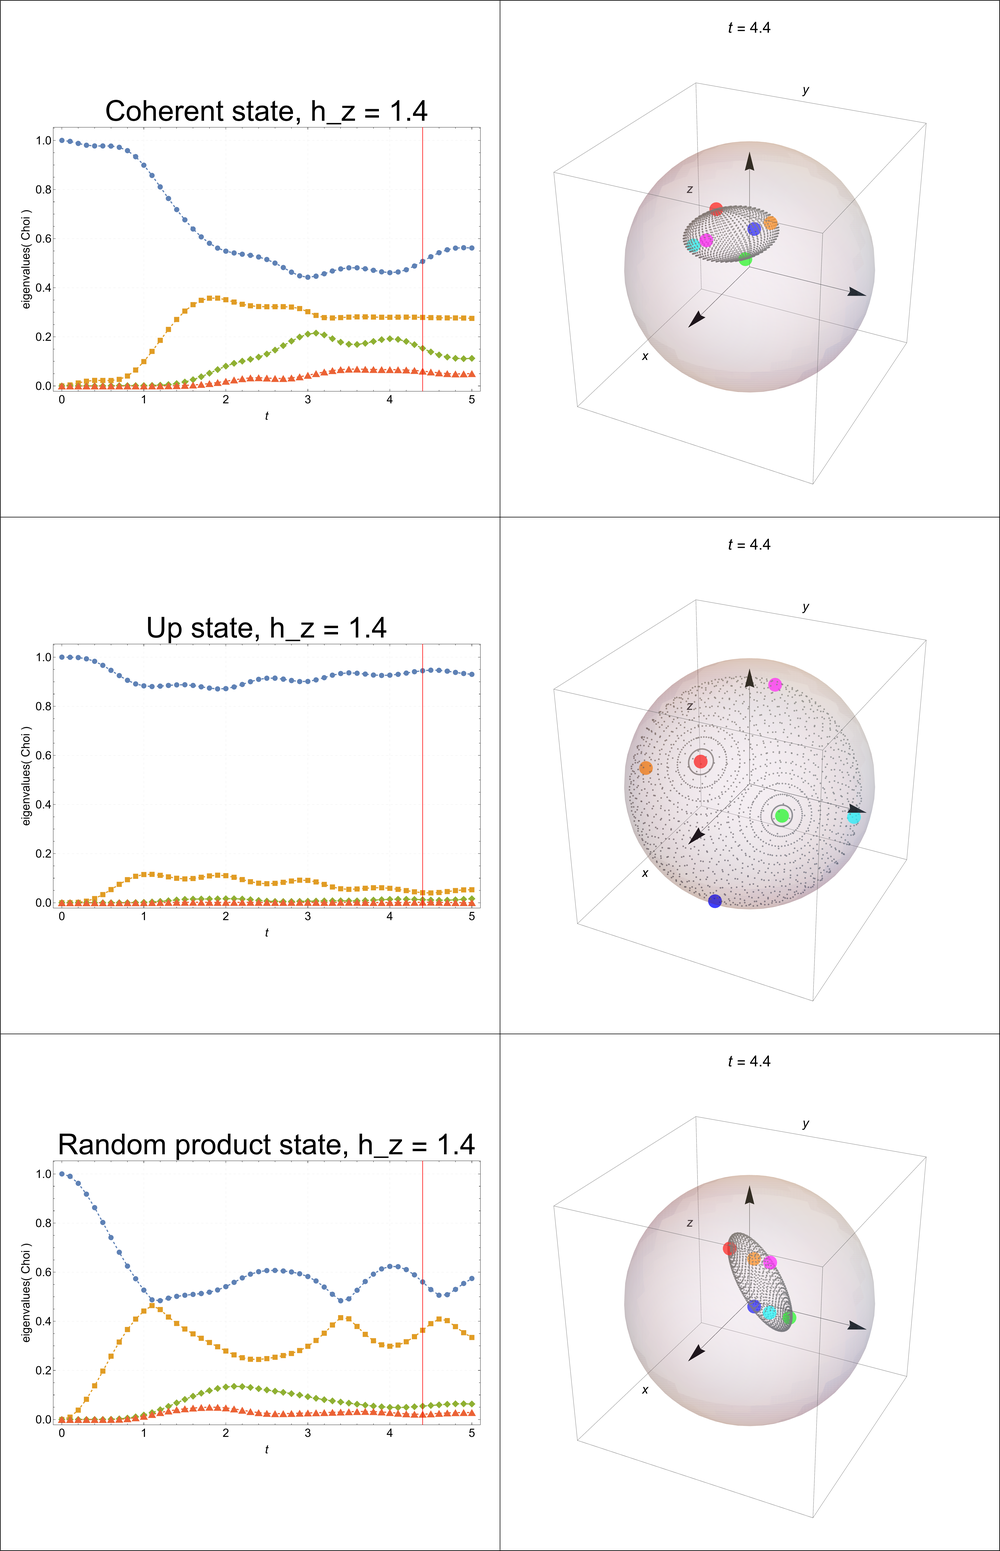 Coherent state, h_z = 1.4
eigenvalues( Choi )
1.0
0.8
0.6
0.4
0.2
0.0
0 1 2 3 4 5
t
t = 4.4
y
z
x
Up state, h_z = 1.4
eigenvalues( Choi )
1.0
0.8
0.6
0.4
0.2
0.0
0 1 2 3 4 5
t
t = 4.4
y
z
x
Random product state, h_z = 1.4
eigenvalues( Choi )
1.0
0.8
0.6
0.4
0.2
0.0
0 1 2 3 4 5
t
t = 4.4
y
z
x